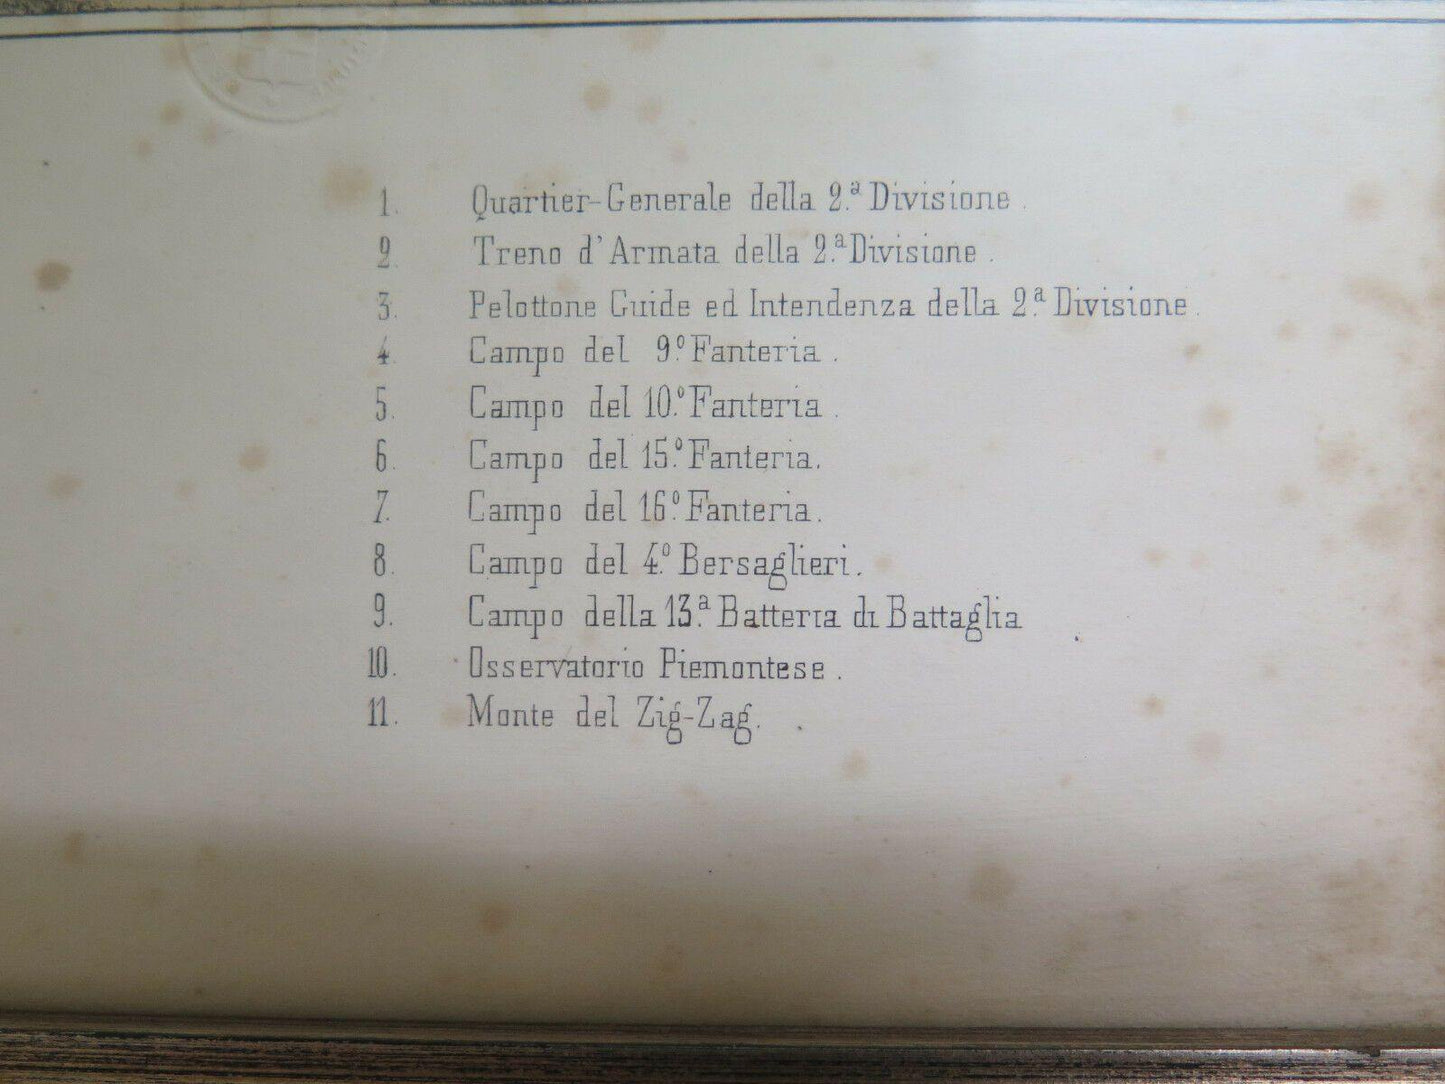 1. Quartier-Generale della 2.ª Divisione.
2. Treno d'Armata della 2.ª Divisione.
3. Pelottone Guide ed Intendenza della 2.ª Divisione.
4. Campo del 9.º Fanteria.
5. Campo del 10.º Fanteria.
6. Campo del 15.º Fanteria.
7. Campo del 16.º Fanteria.
8. Campo del 4.º Bersaglieri.
9. Campo della 13.ª Batteria di Battaglia
10. Osservatorio Piemontese.
11. Monte del Zig-Zag.